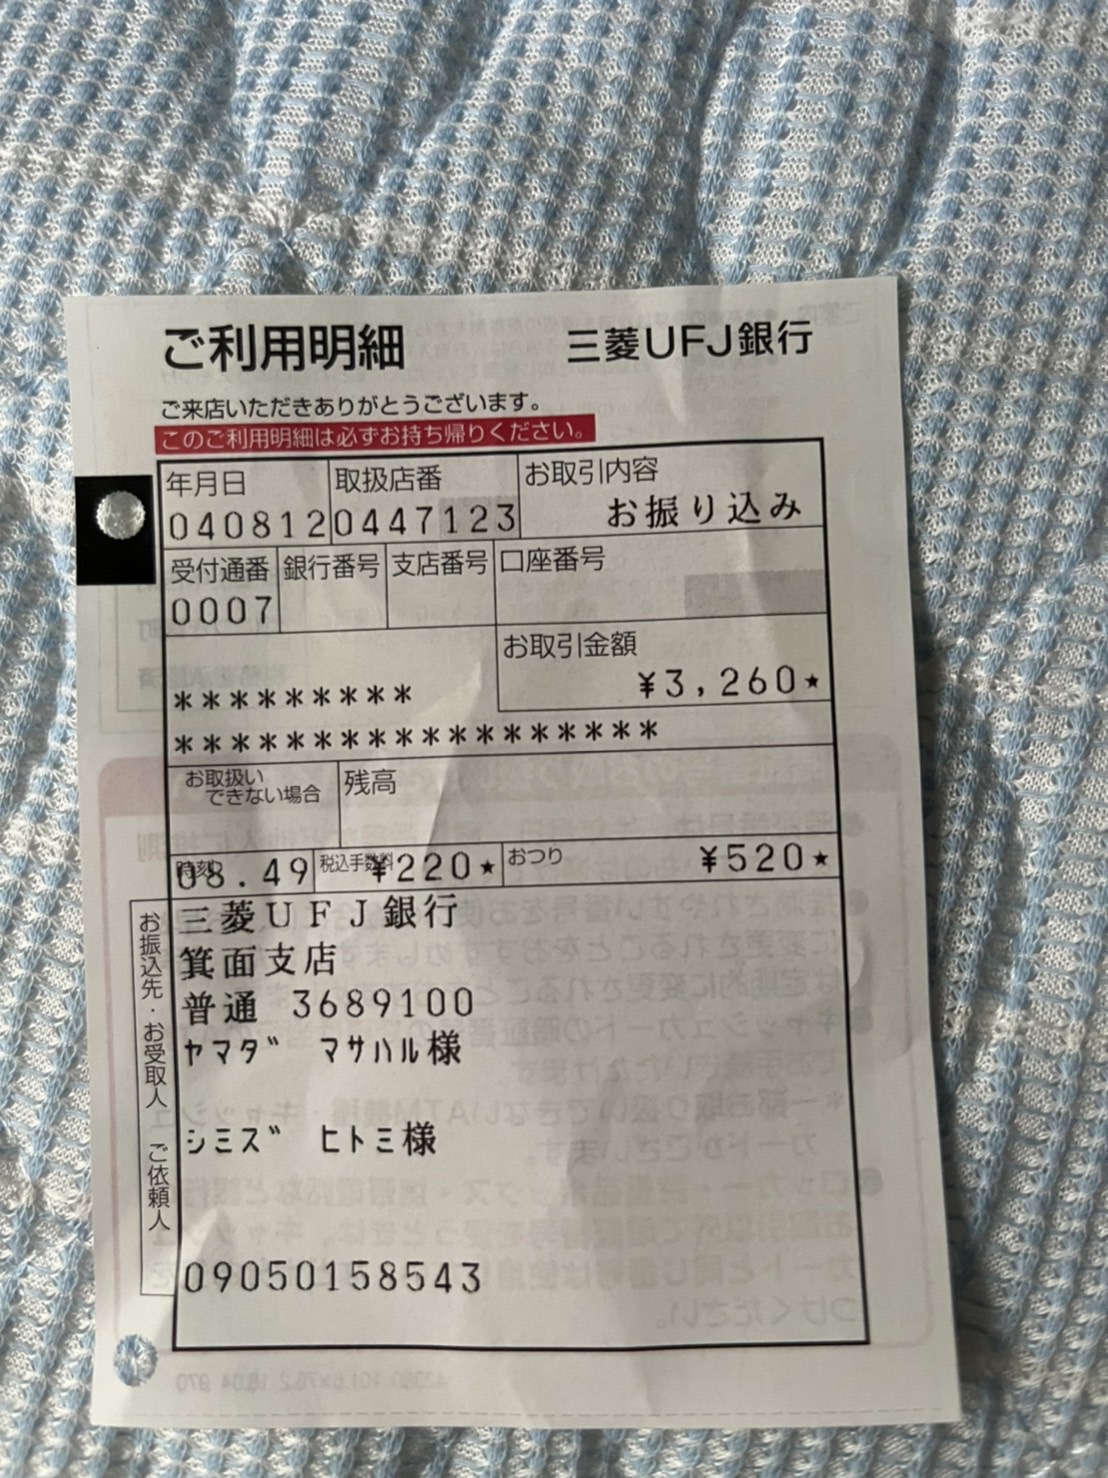 ご利用明細 三菱UFJ銀行
ご来店いただきありがとうございます。
このご利用明細は必ずお持ち帰りください。
年月日 取扱店番 お取引内容
040812 0447123 お振り込み
受付通番 銀行番号 支店番号 口座番号
0007
お取引金額
¥3,260★
*********
******************
お取扱い
できない場合
残高
時刻 08.49 税込手数料 ¥220★ おつり ¥520★
お振込先・お受取人 ご依頼人
三菱UFJ銀行
箕面支店
普通 3689100
ヤマダ マサハル様
シミズ ヒトミ様
09050158543